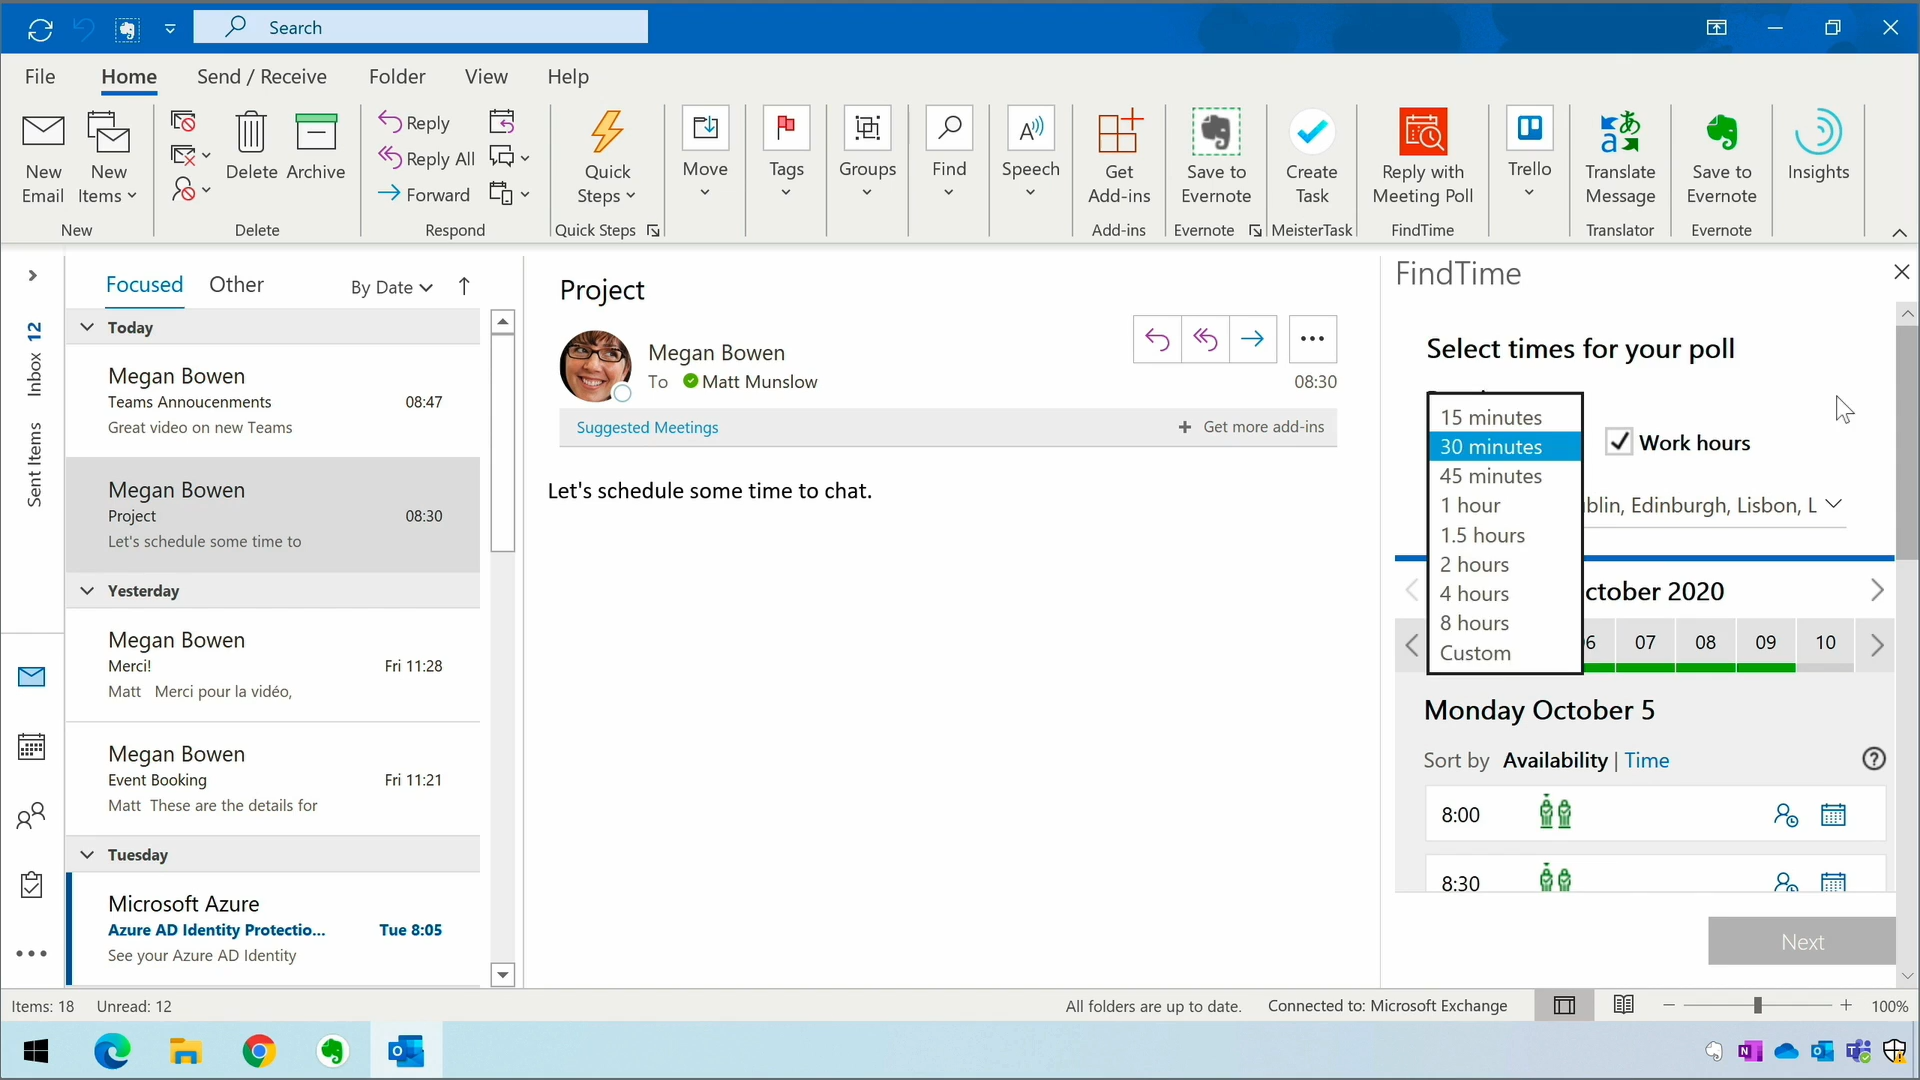 Search
File Home Send / Receive Folder View Help
New Email
New Items
New
Delete
Archive
Delete
Reply
Reply All
Forward
Respond
Quick Steps
Quick Steps
Move
Tags
Groups
Find
Speech
Get Add-ins
Add-ins
Save to Evernote
Evernote
Create Task
MeisterTask
Reply with Meeting Poll
FindTime
Trello
Translate Message
Translator
Save to Evernote
Evernote
Insights
Inbox 12
Sent Items
Focused Other By Date
Today
Megan Bowen
Teams Annoucenments 08:47
Great video on new Teams
Megan Bowen
Project 08:30
Let's schedule some time to
Yesterday
Megan Bowen
Merci! Fri 11:28
Matt Merci pour la vidéo,
Megan Bowen
Event Booking Fri 11:21
Matt These are the details for
Tuesday
Microsoft Azure
Azure AD Identity Protectio... Tue 8:05
See your Azure AD Identity
Project
Megan Bowen
To Matt Munslow
08:30
Suggested Meetings + Get more add-ins
Let's schedule some time to chat.
FindTime
Select times for your poll
15 minutes
30 minutes
45 minutes
1 hour
1.5 hours
2 hours
4 hours
8 hours
Custom
Work hours
Edinburgh, Lisbon, L
2020
07 08 09 10
Monday October 5
Sort by Availability | Time
8:00
8:30
Next
Items: 18 Unread: 12
All folders are up to date. Connected to: Microsoft Exchange 100%